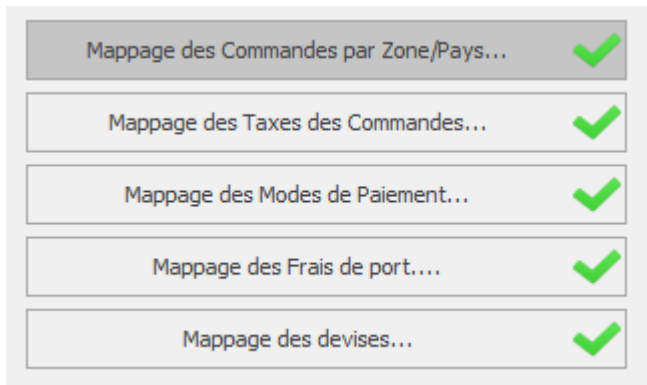 Mappage des Commandes par Zone/Pays...
Mappage des Taxes des Commandes...
Mappage des Modes de Paiement...
Mappage des Frais de port....
Mappage des devises...